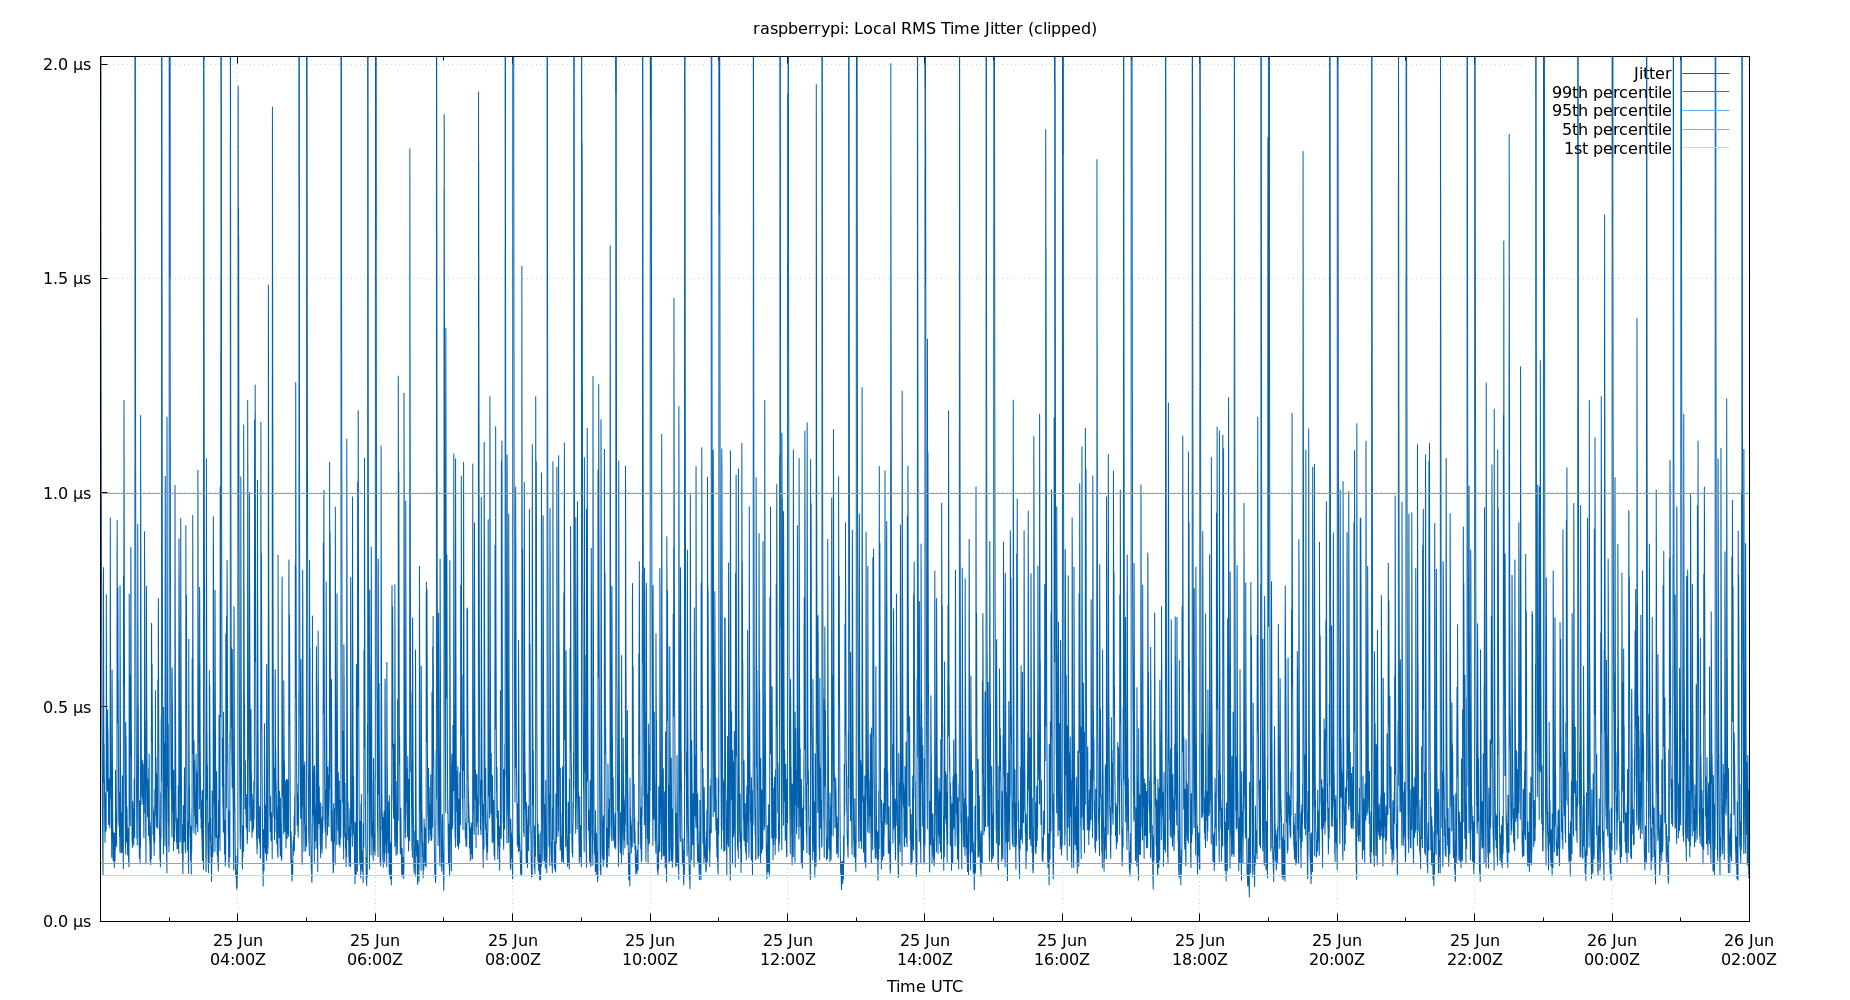 raspberrypi: Local RMS Time Jitter (clipped)
2.0 µs
1.5 µs
1.0 µs
0.5 µs
0.0 µs
Jitter
99th percentile
95th percentile
5th percentile
1st percentile
25 Jun 25 Jun 25 Jun 25 Jun 25 Jun 25 Jun 25 Jun 25 Jun 25 Jun 25 Jun 26 Jun 26 Jun
04:00Z 06:00Z 08:00Z 10:00Z 12:00Z 14:00Z 16:00Z 18:00Z 20:00Z 22:00Z 00:00Z 02:00Z
Time UTC